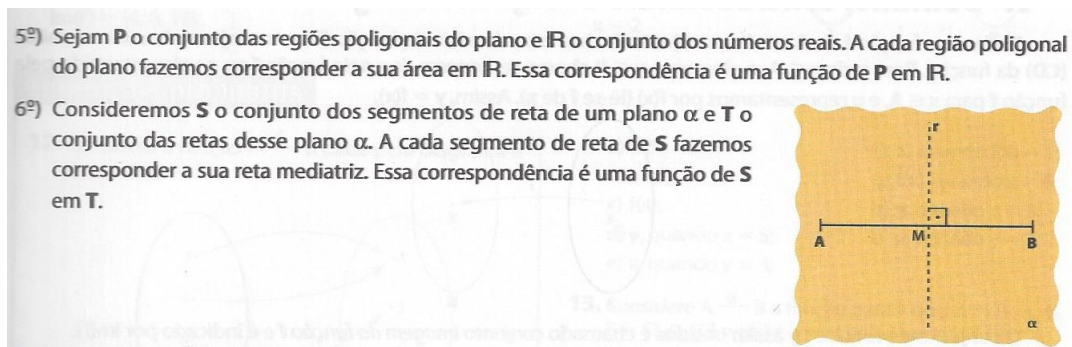 5º) Sejam P o conjunto das regiões poligonais do plano e IR o conjunto dos números reais. A cada região poligonal
do plano fazemos corresponder a sua área em IR. Essa correspondência é uma função de P em IR.
6º) Consideremos S o conjunto dos segmentos de reta de um plano α e T o
conjunto das retas desse plano α. A cada segmento de reta de S fazemos
corresponder a sua reta mediatriz. Essa correspondência é uma função de S
em T.
r
A M B
α